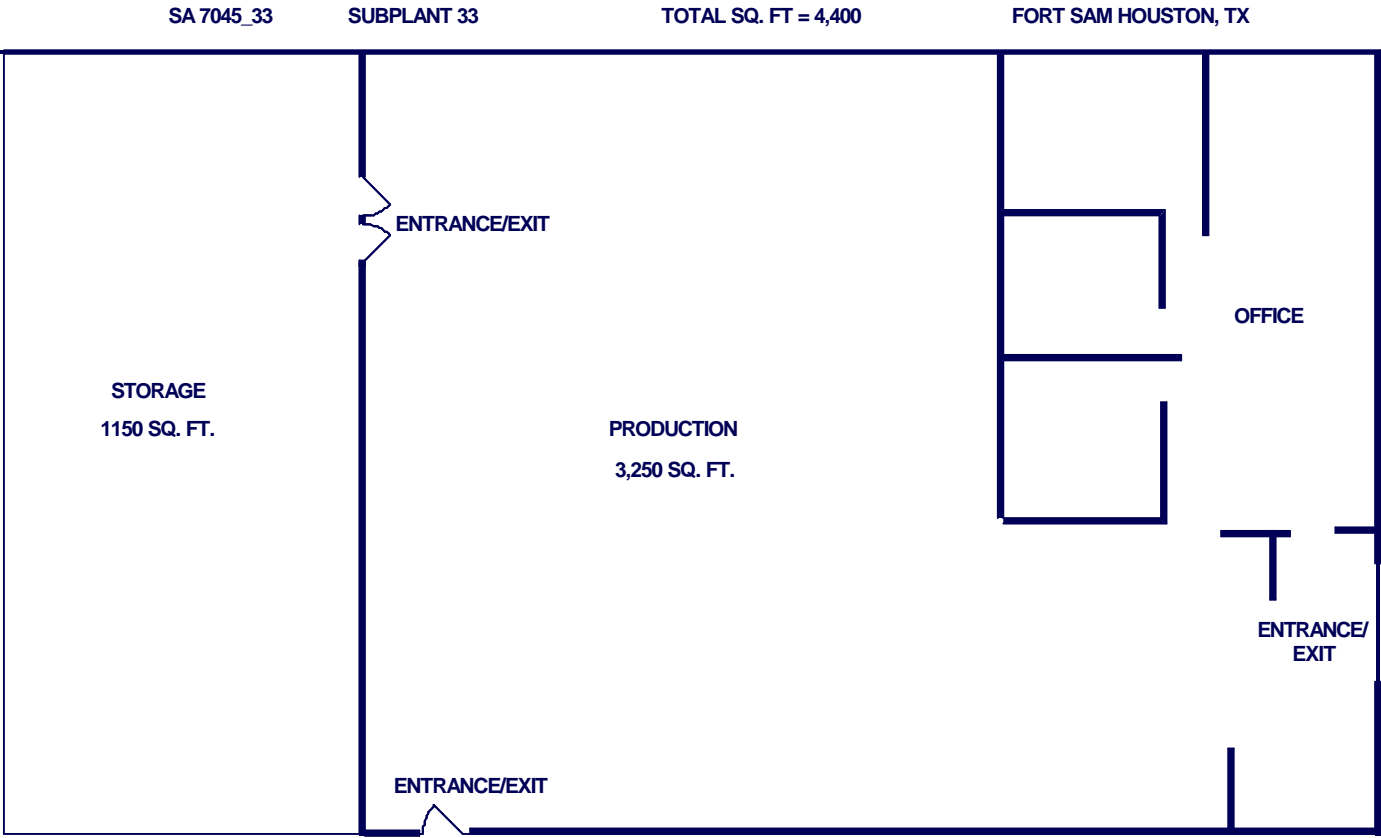 SA 7045_33 SUBPLANT 33 TOTAL SQ. FT = 4,400 FORT SAM HOUSTON, TX
ENTRANCE/EXIT
OFFICE
STORAGE
1150 SQ. FT.
PRODUCTION
3,250 SQ. FT.
ENTRANCE/
EXIT
ENTRANCE/EXIT